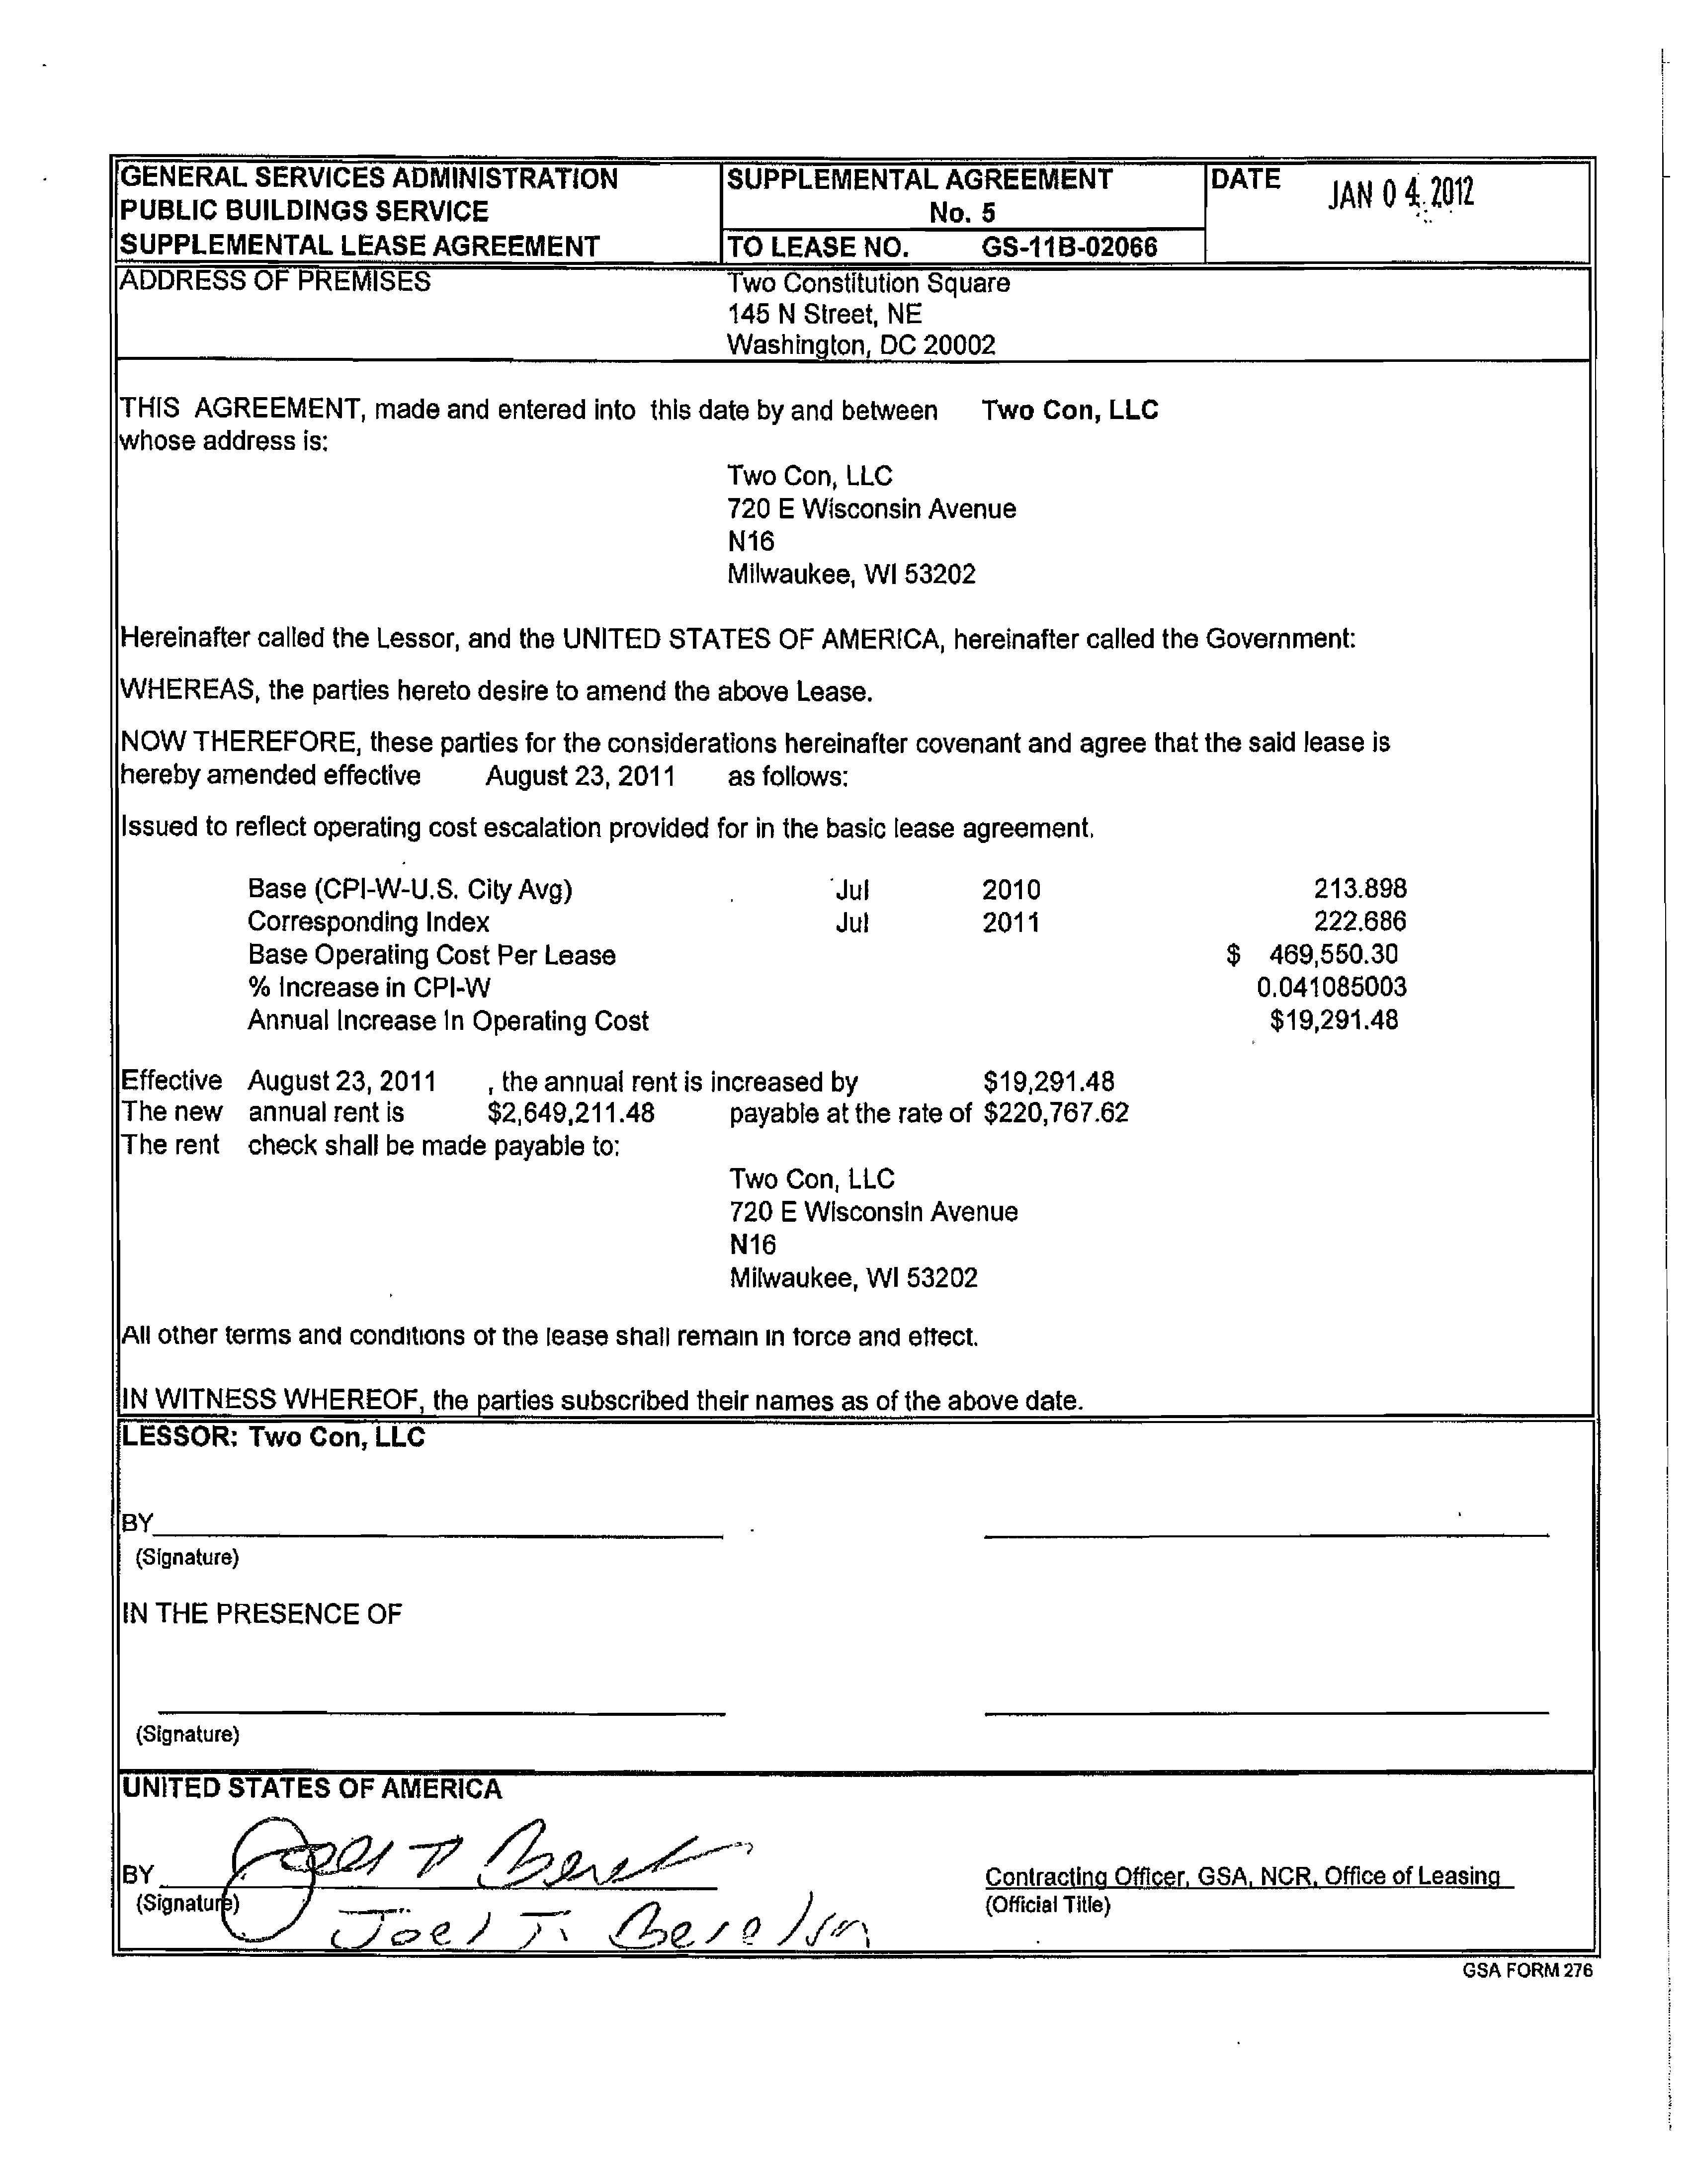 GENERAL SERVICES ADMINISTRATION
PUBLIC BUILDINGS SERVICE
SUPPLEMENTAL LEASE AGREEMENT
SUPPLEMENTAL AGREEMENT
No. 5
TO LEASE NO. GS-11B-02066
DATE JAN 04 2012
ADDRESS OF PREMISES
Two Constitution Square
145 N Street, NE
Washington, DC 20002
THIS AGREEMENT, made and entered into this date by and between Two Con, LLC
whose address is:
Two Con, LLC
720 E Wisconsin Avenue
N16
Milwaukee, WI 53202
Hereinafter called the Lessor, and the UNITED STATES OF AMERICA, hereinafter called the Government:
WHEREAS, the parties hereto desire to amend the above Lease.
NOW THEREFORE, these parties for the considerations hereinafter covenant and agree that the said lease is
hereby amended effective August 23, 2011 as follows:
Issued to reflect operating cost escalation provided for in the basic lease agreement.
Base (CPI-W-U.S. City Avg) Jul 2010 213.898
Corresponding Index Jul 2011 222.686
Base Operating Cost Per Lease $ 469,550.30
% Increase in CPI-W 0.041085003
Annual Increase In Operating Cost $19,291.48
Effective August 23, 2011 , the annual rent is increased by $19,291.48
The new annual rent is $2,649,211.48 payable at the rate of $220,767.62
The rent check shall be made payable to:
Two Con, LLC
720 E Wisconsin Avenue
N16
Milwaukee, WI 53202
All other terms and conditions of the lease shall remain in force and effect.
IN WITNESS WHEREOF, the parties subscribed their names as of the above date.
LESSOR: Two Con, LLC
BY
(Signature)
IN THE PRESENCE OF
(Signature)
UNITED STATES OF AMERICA
BY
Contracting Officer, GSA, NCR, Office of Leasing
(Signature)
(Official Title)
Joel T. Berelson
GSA FORM 276